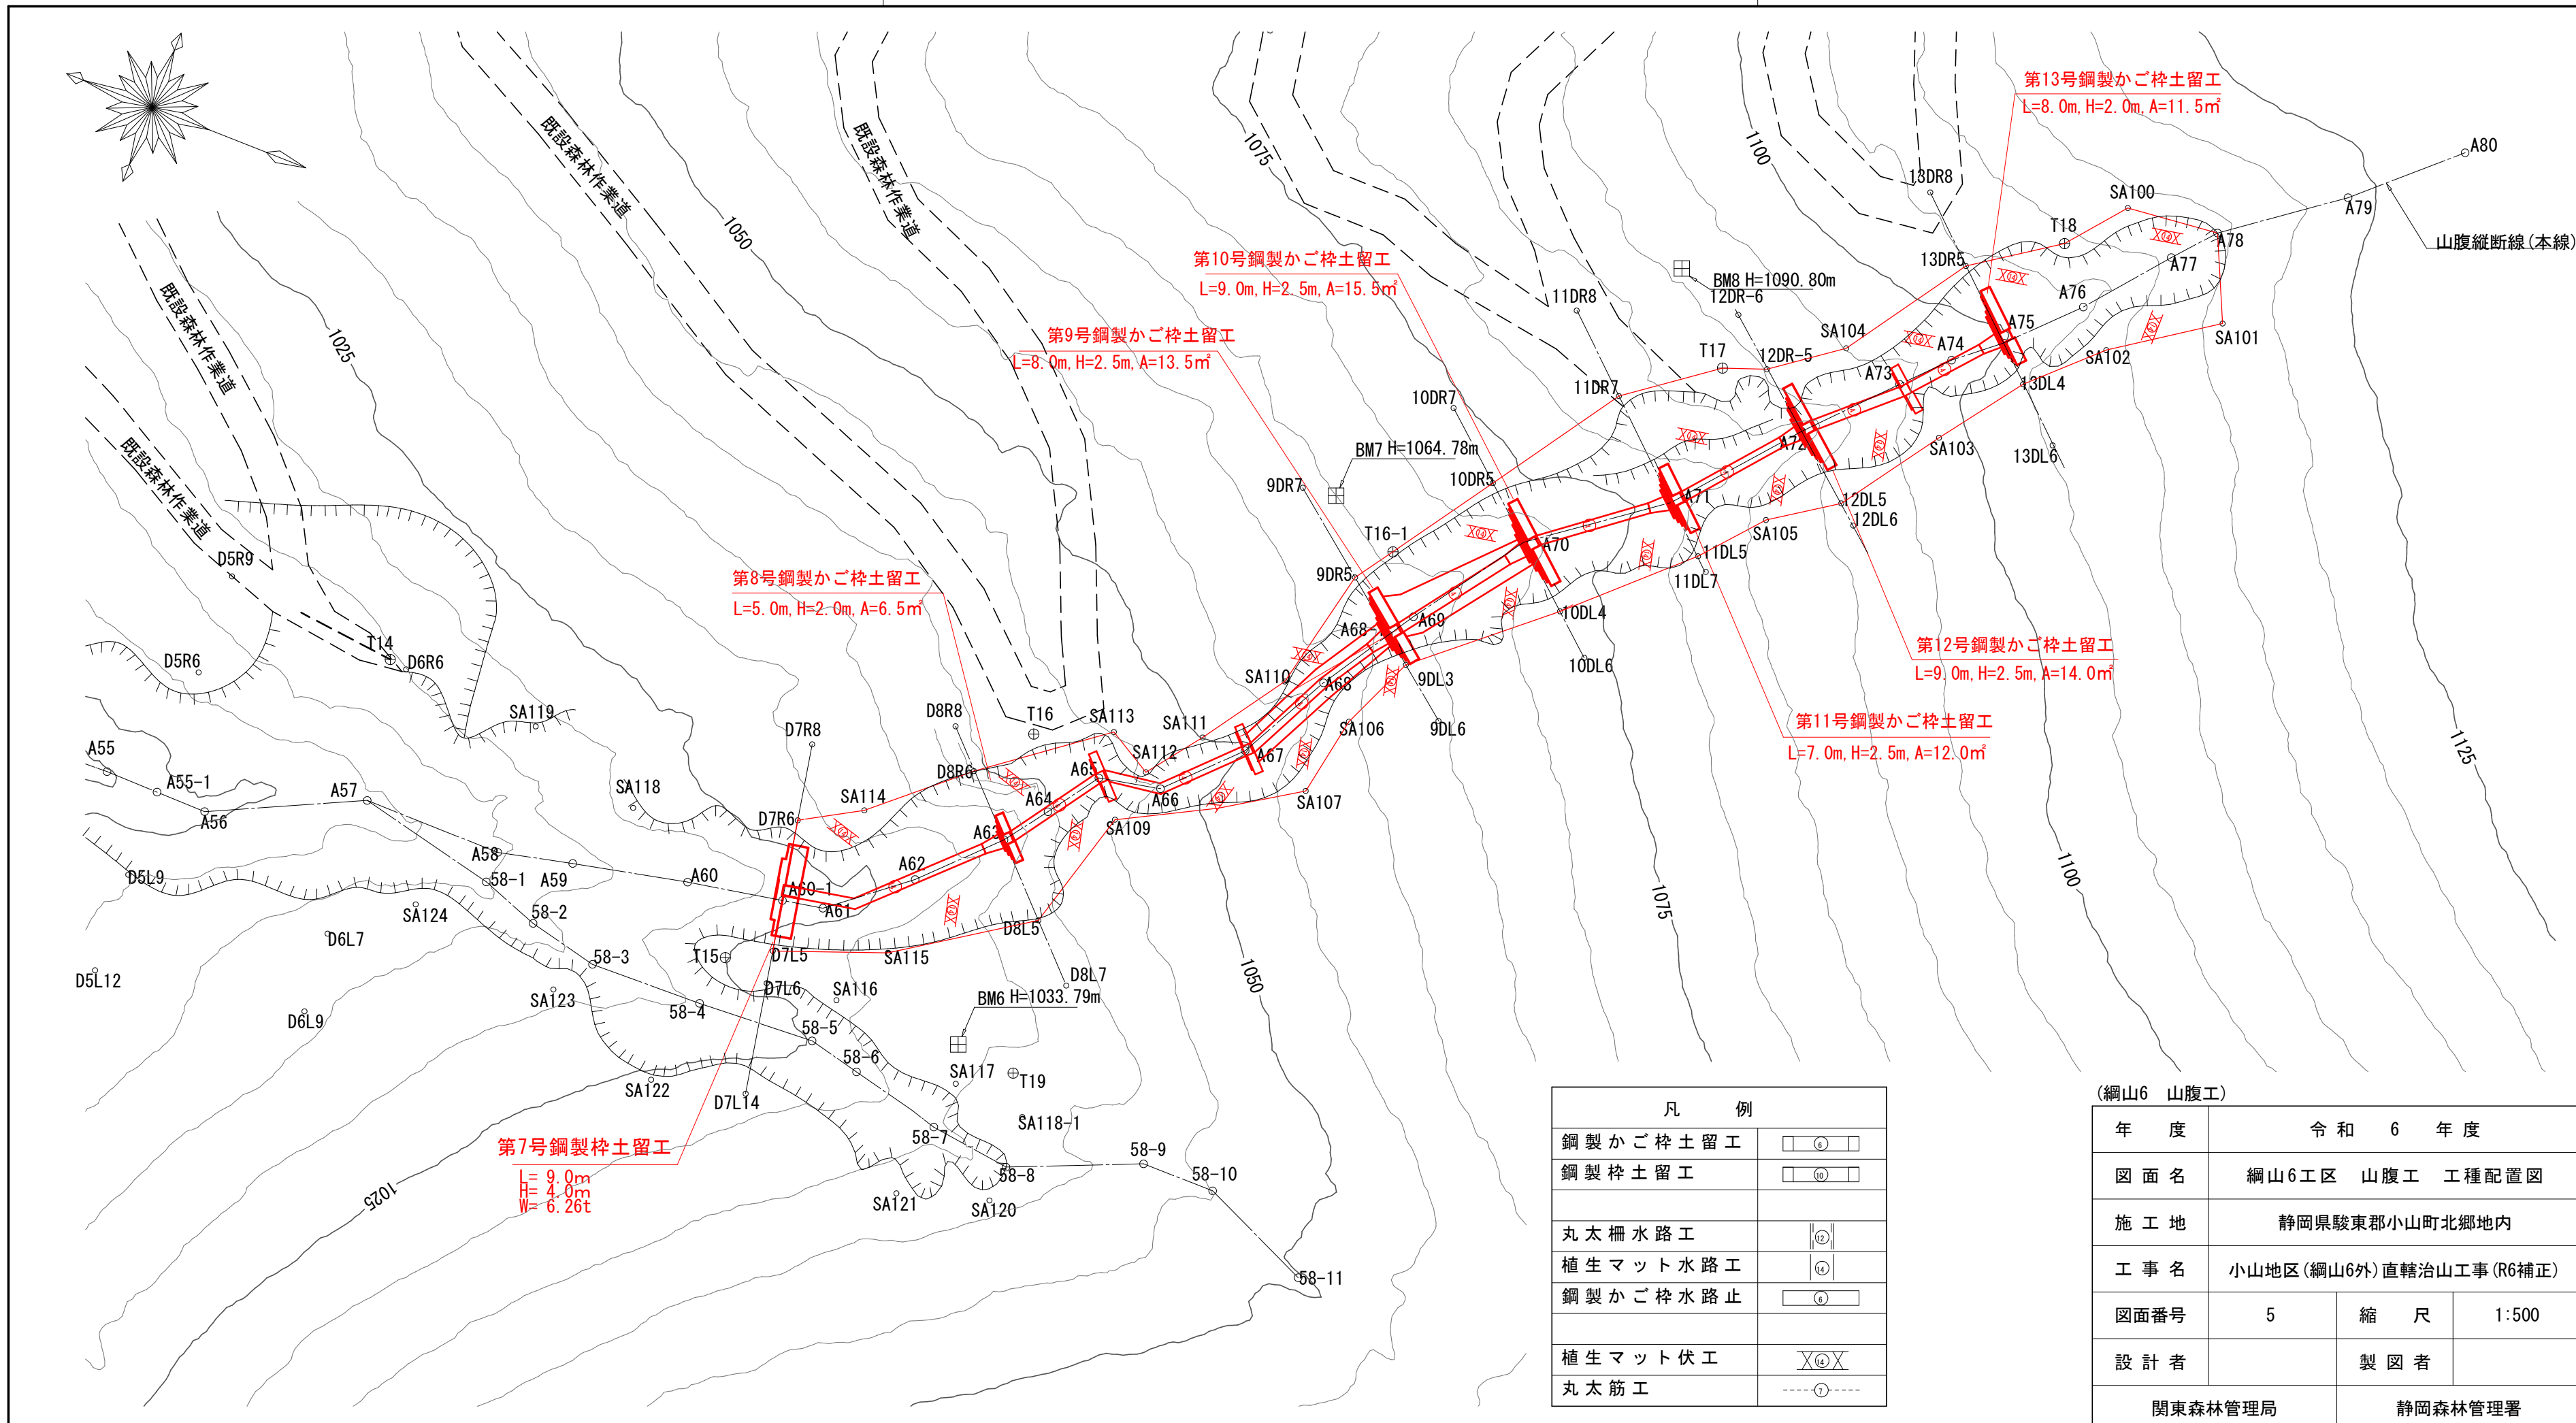 既設森林作業道
既設森林作業道
既設森林作業道
既設森林作業道
1025
1050
1075
1100
1125
1100
1075
1050
1025
第13号鋼製かご枠土留工
L=8.0m,H=2.0m,A=11.5㎡
第10号鋼製かご枠土留工
L=9.0m,H=2.5m,A=15.5㎡
第9号鋼製かご枠土留工
L=8.0m,H=2.5m,A=13.5㎡
第8号鋼製かご枠土留工
L=5.0m,H=2.0m,A=6.5㎡
第12号鋼製かご枠土留工
L=9.0m,H=2.5m,A=14.0㎡
第11号鋼製かご枠土留工
L=7.0m,H=2.5m,A=12.0㎡
第7号鋼製枠土留工
L= 9.0m
H= 4.0m
W= 6.26t
山腹縦断線(本線)
BM8 H=1090.80m
BM7 H=1064.78m
BM6 H=1033.79m
A80
A79
A78
A77
A76
A75
A74
A73
A72
A71
A70
A69
A68-1
A68
A67
A66
A65
A64
A63
A62
A61
A60-1
A60
A59
A58
A57
A56
A55-1
A55
SA100
SA101
SA102
SA103
SA104
SA105
SA106
SA107
SA109
SA110
SA111
SA112
SA113
SA114
SA115
SA116
SA117
SA118-1
SA118
SA119
SA120
SA121
SA122
SA123
SA124
T14
T15
T16
T16-1
T17
T18
T19
13DR8
13DR5
13DL4
13DL6
12DR-6
12DR-5
12DL5
12DL6
11DR8
11DR7
11DL5
11DL7
10DR7
10DR5
10DL4
10DL6
9DR7
9DR5
9DL3
9DL6
D8R8
D8R6
D8L5
D8L7
D7R8
D7R6
D7L5
D7L6
D7L14
D6R6
D6L7
D6L9
D5R9
D5R6
D5L9
D5L12
58-1
58-2
58-3
58-4
58-5
58-6
58-7
58-8
58-9
58-10
58-11
凡 例
鋼製かご枠土留工 ⑥
鋼製枠土留工 ⑩
丸太柵水路工 ⑫
植生マット水路工 ⑭
鋼製かご枠水路止 ⑥
植生マット伏工 ⑭
丸太筋工 ⑦
(綱山6 山腹工)
年 度 令和 6 年度
図面名 綱山6工区 山腹工 工種配置図
施工地 静岡県駿東郡小山町北郷地内
工事名 小山地区(綱山6外)直轄治山工事(R6補正)
図面番号 5 縮 尺 1:500
設計者 製図者
関東森林管理局 静岡森林管理署